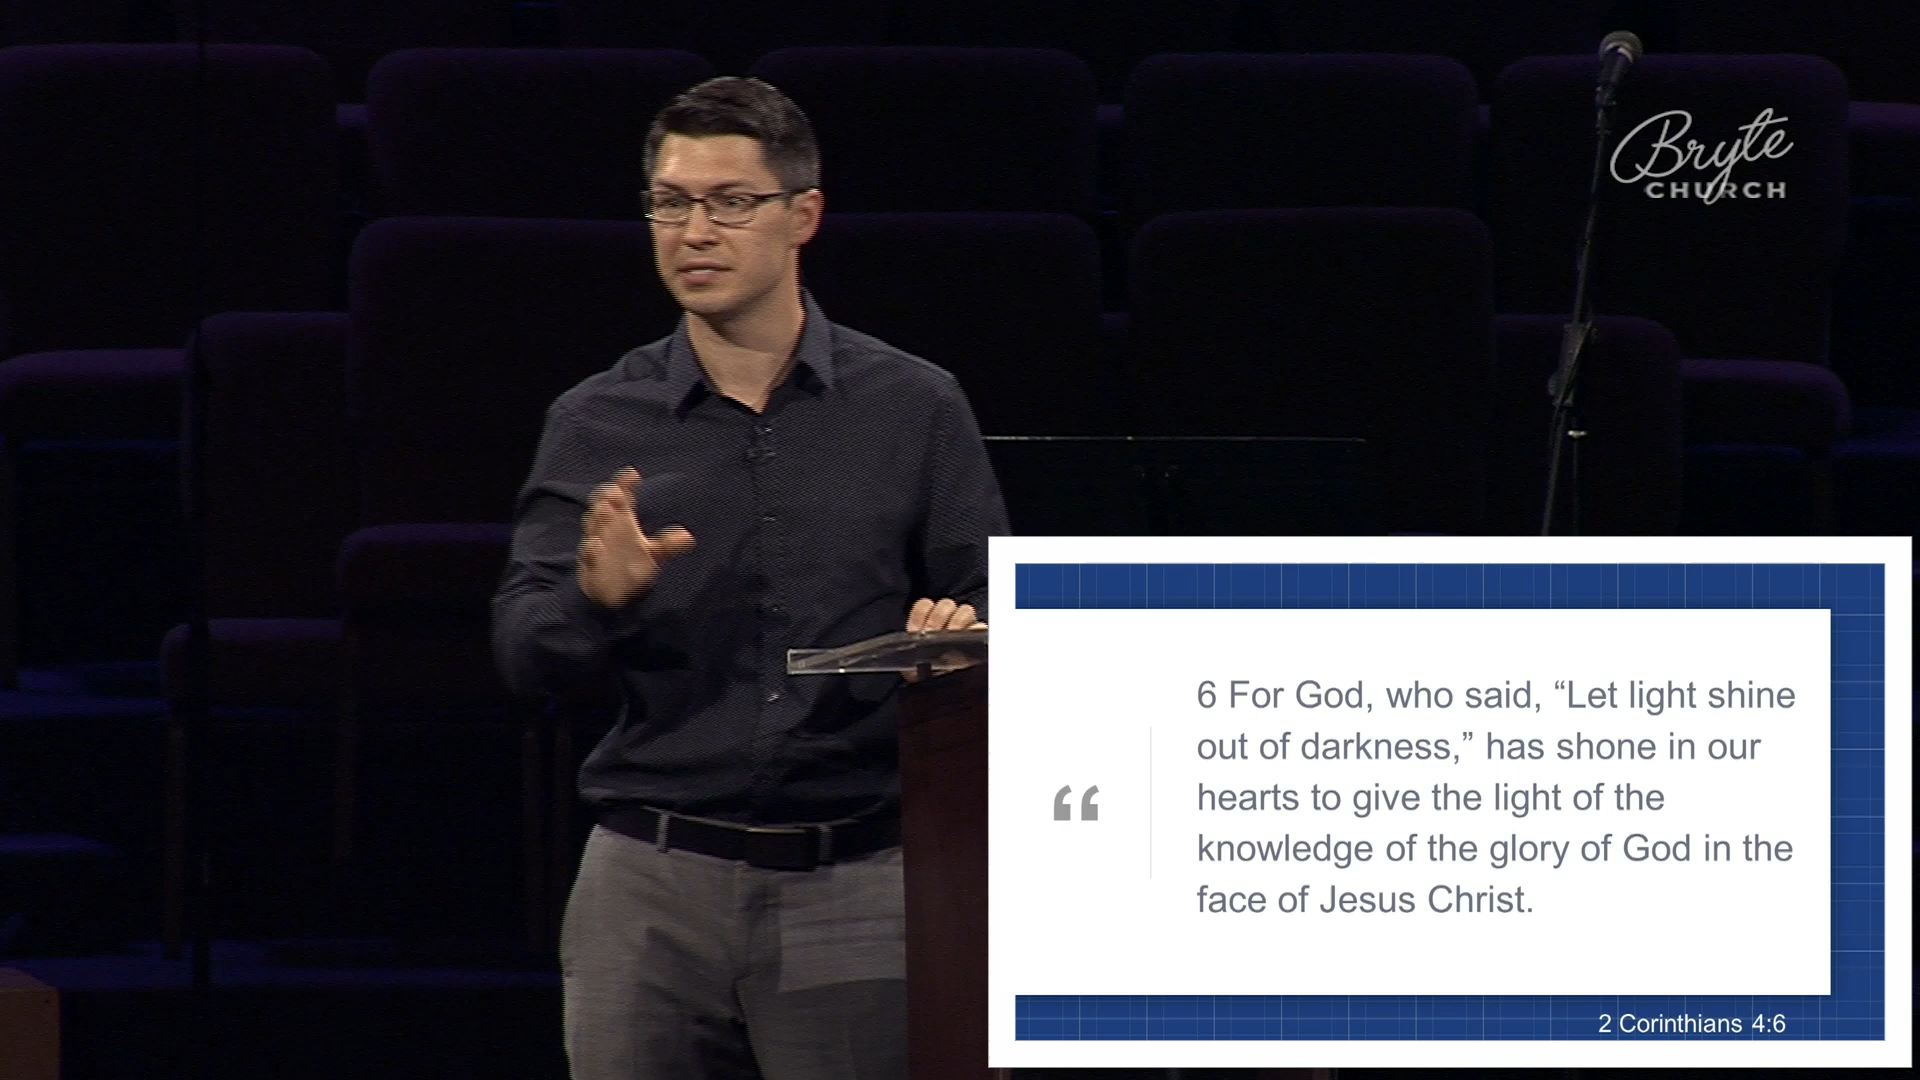 Bryte
CHURCH
6 For God, who said, “Let light shine
out of darkness,” has shone in our
hearts to give the light of the
knowledge of the glory of God in the
face of Jesus Christ.
2 Corinthians 4:6